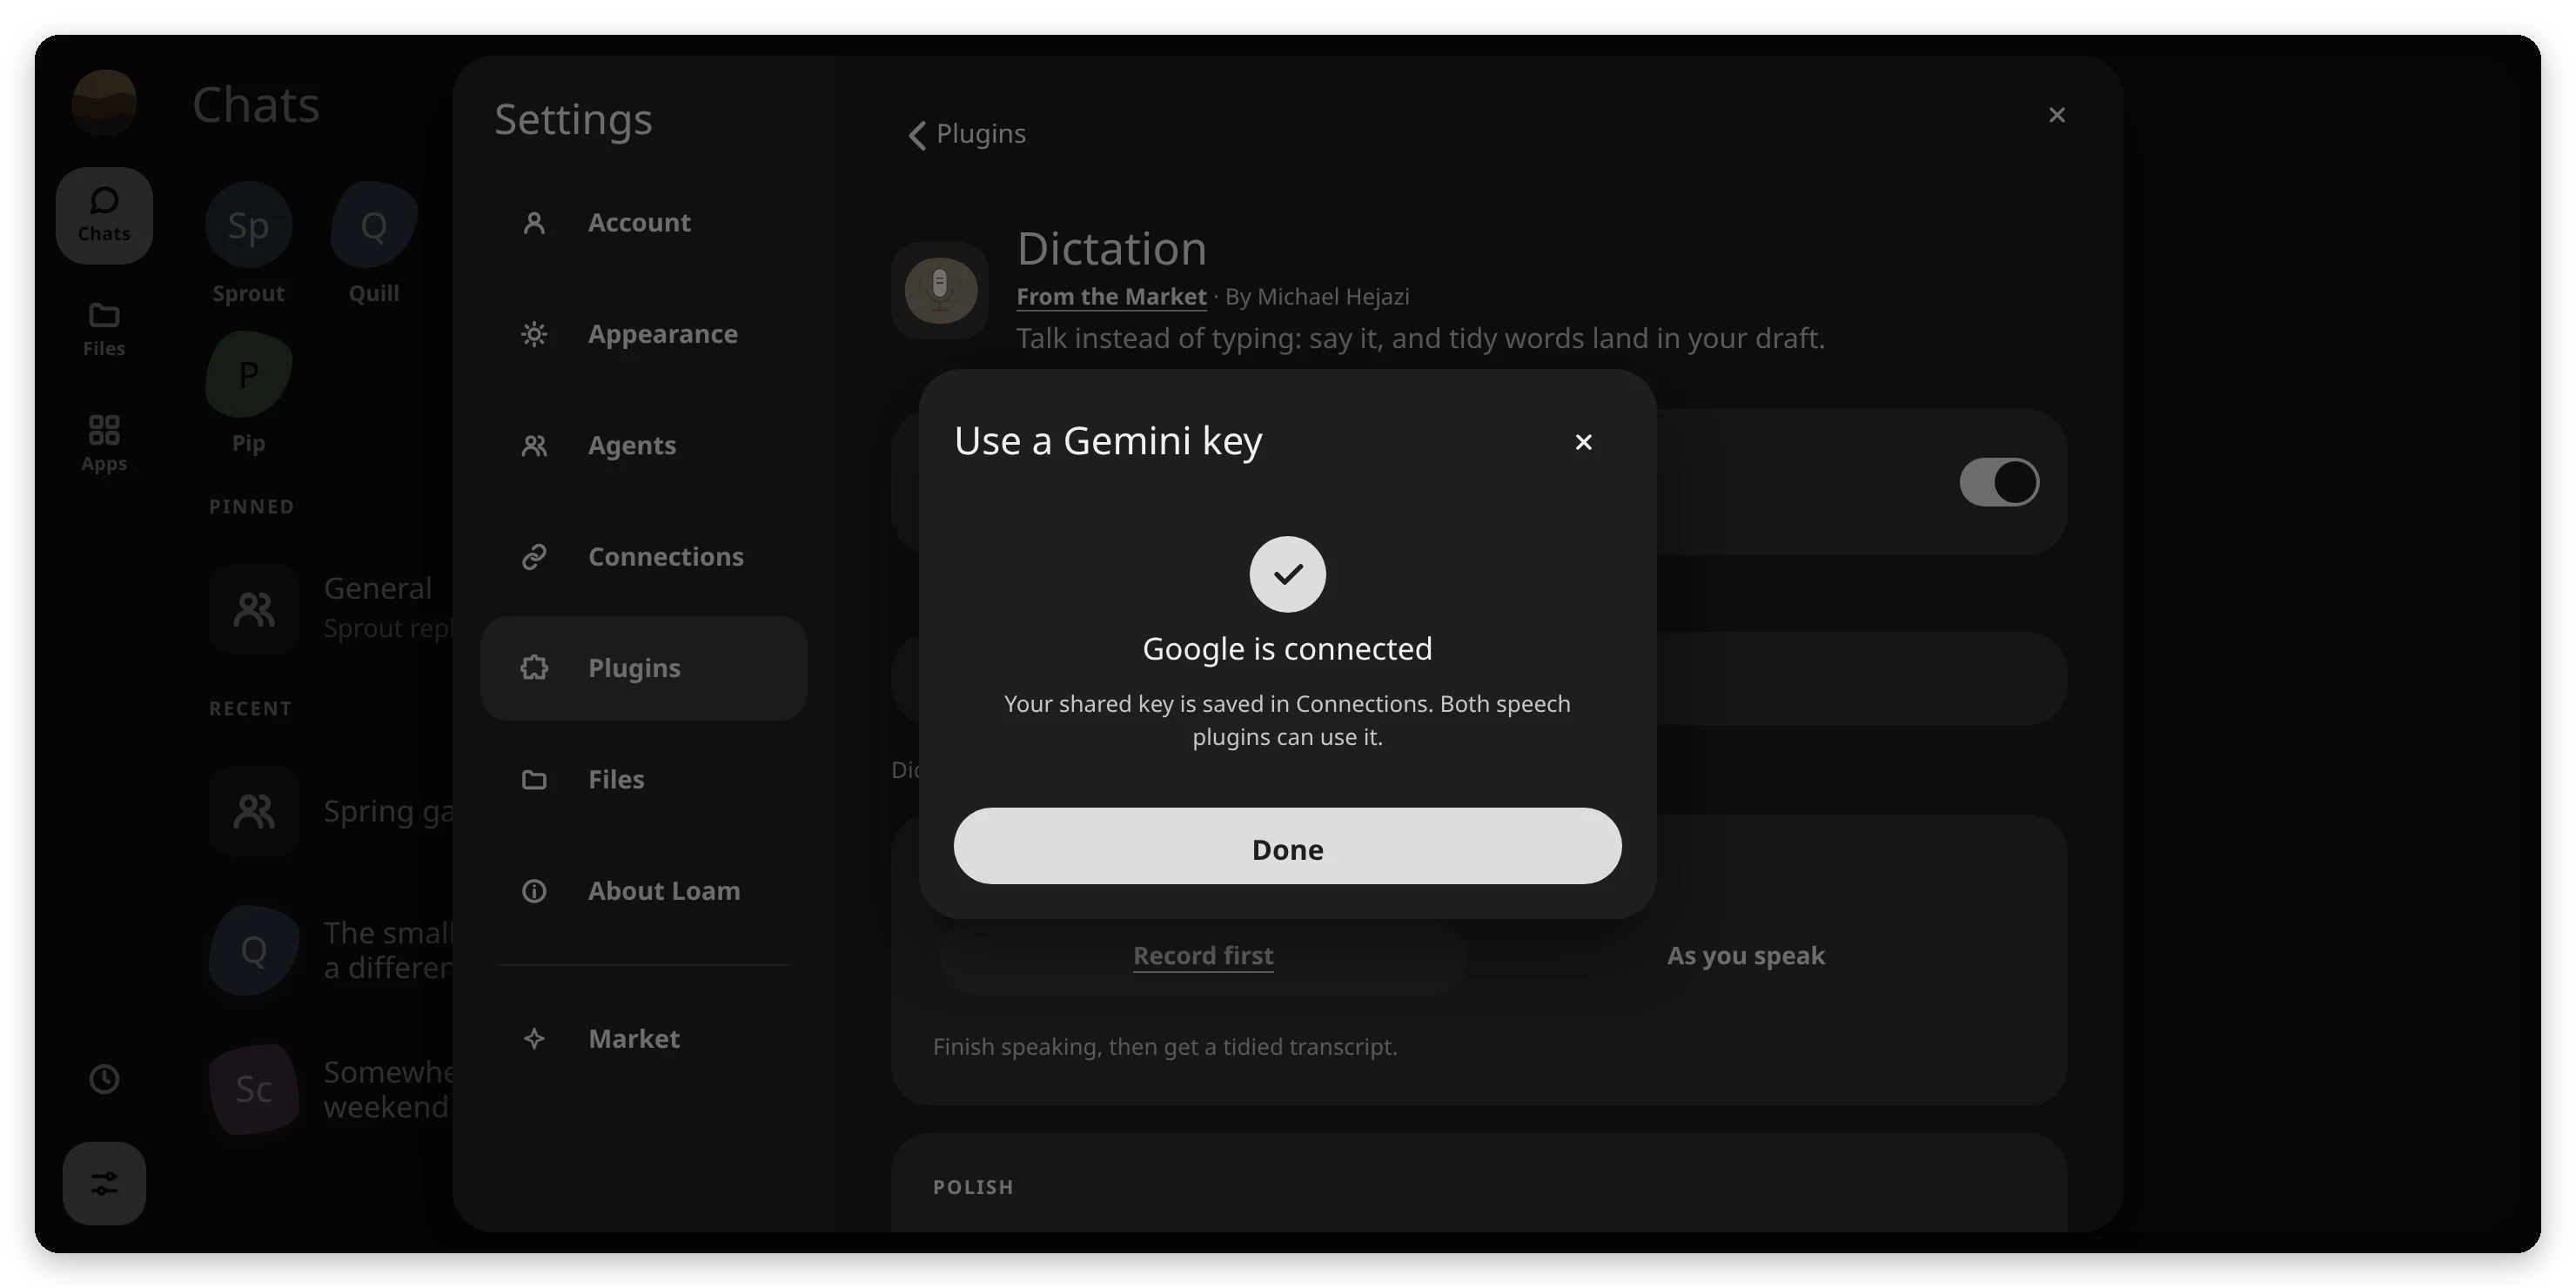 Chats
Chats
Files
Apps
Sp
Sprout
Q
Quill
P
Pip
PINNED
General
Sprout repl
RECENT
Spring ga
Q
The small
a differen
Sc
Somewhe
weekend
Settings
Account
Appearance
Agents
Connections
Plugins
Files
About Loam
Market
Plugins
Dictation
From the Market · By Michael Hejazi
Talk instead of typing: say it, and tidy words land in your draft.
Use a Gemini key
Google is connected
Your shared key is saved in Connections. Both speech
plugins can use it.
Done
Record first
As you speak
Finish speaking, then get a tidied transcript.
POLISH